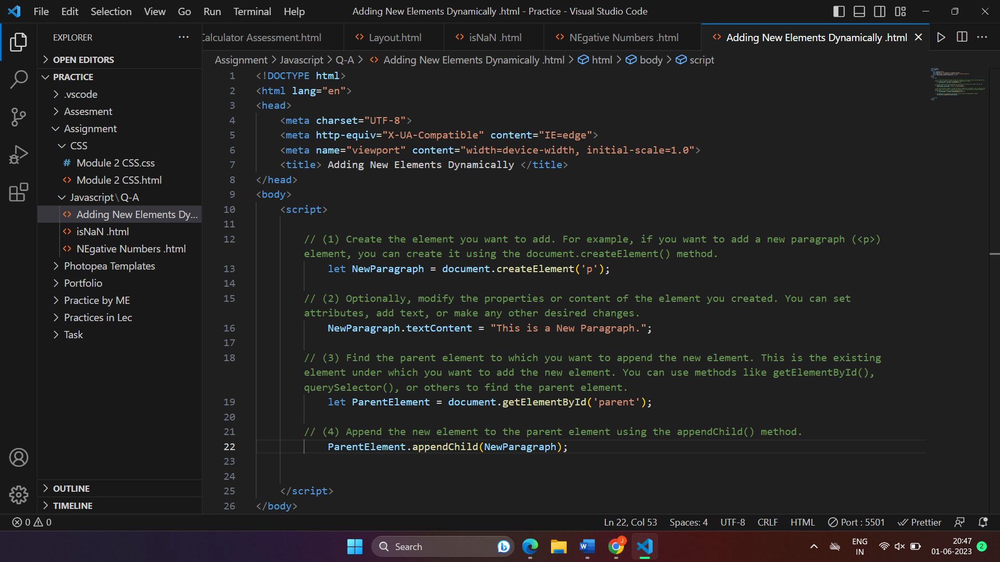 File Edit Selection View Go Run Terminal Help
Adding New Elements Dynamically .html - Practice - Visual Studio Code
EXPLORER
OPEN EDITORS
PRACTICE
.vscode
Assesment
Assignment
CSS
# Module 2 CSS.css
<> Module 2 CSS.html
Javascript\Q-A
<> Adding New Elements Dy...
<> isNaN .html
<> NEgative Numbers .html
Photopea Templates
Portfolio
Practice by ME
Practices in Lec
Task
OUTLINE
TIMELINE
Calculator Assessment.html
<> Layout.html
<> isNaN .html
<> NEgative Numbers .html
<> Adding New Elements Dynamically .html
Assignment > Javascript > Q-A > <> Adding New Elements Dynamically .html > html > body > script
1 <!DOCTYPE html>
2 <html lang="en">
3 <head>
4 <meta charset="UTF-8">
5 <meta http-equiv="X-UA-Compatible" content="IE=edge">
6 <meta name="viewport" content="width=device-width, initial-scale=1.0">
7 <title> Adding New Elements Dynamically </title>
8 </head>
9 <body>
10 <script>
11
12 // (1) Create the element you want to add. For example, if you want to add a new paragraph (<p>)
element, you can create it using the document.createElement() method.
13 let NewParagraph = document.createElement('p');
14
15 // (2) Optionally, modify the properties or content of the element you created. You can set
attributes, add text, or make any other desired changes.
16 NewParagraph.textContent = "This is a New Paragraph.";
17
18 // (3) Find the parent element to which you want to append the new element. This is the existing
element under which you want to add the new element. You can use methods like getElementById(),
querySelector(), or others to find the parent element.
19 let ParentElement = document.getElementById('parent');
20
21 // (4) Append the new element to the parent element using the appendChild() method.
22 ParentElement.appendChild(NewParagraph);
23
24
25 </script>
26 </body>
0 0
Ln 22, Col 53 Spaces: 4 UTF-8 CRLF HTML Port : 5501 Prettier
Search
W
J
ENG
IN
20:47
01-06-2023
2